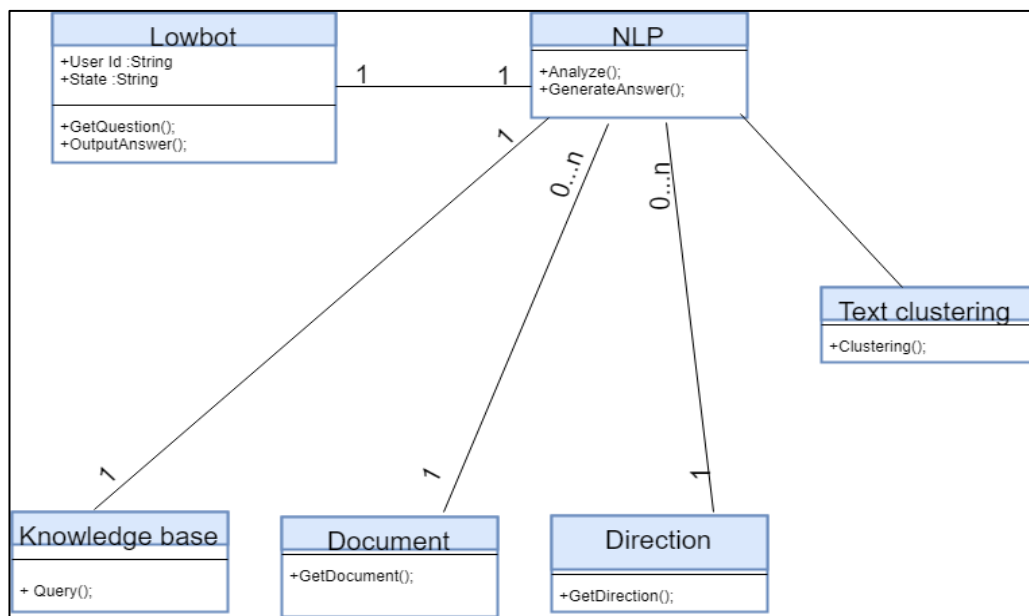 Lowbot
+User Id :String
+State :String
+GetQuestion();
+OutputAnswer();
1
1
NLP
+Analyze();
+GenerateAnswer();
1
0...n
0...n
Text clustering
+Clustering();
1
1
1
Knowledge base
+ Query();
Document
+GetDocument();
Direction
+GetDirection();